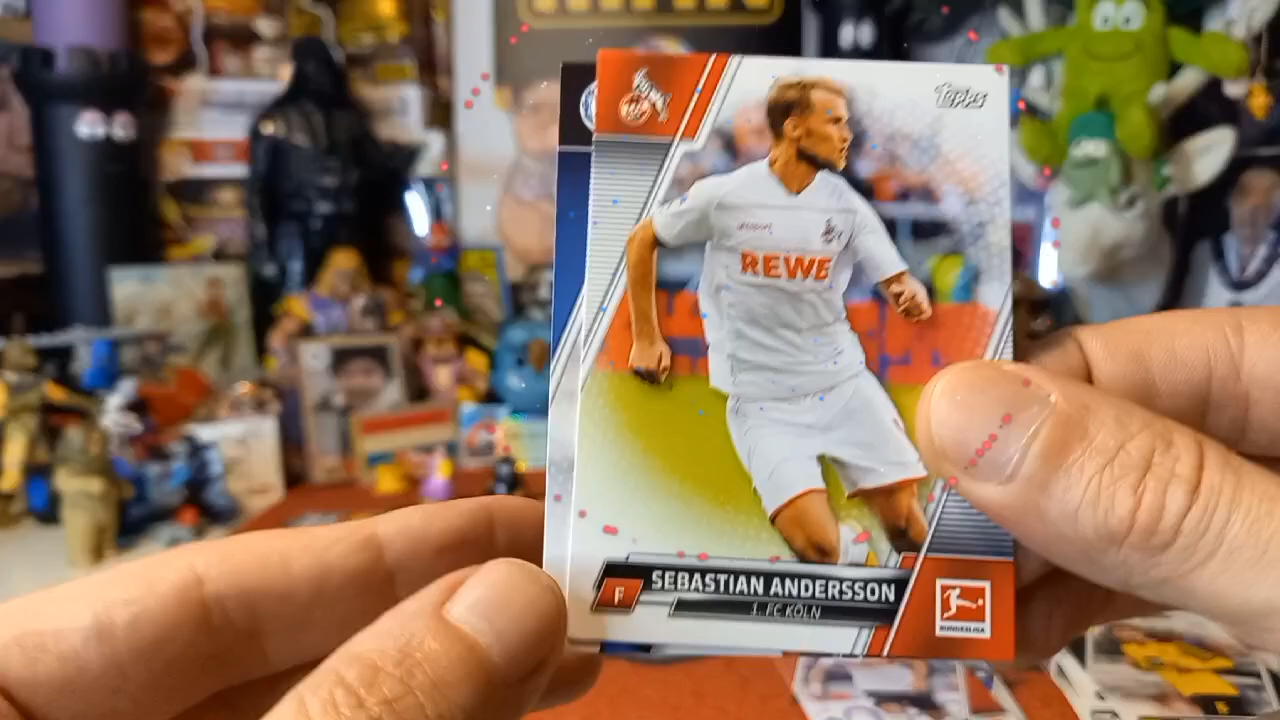 Topps
REWE
F
SEBASTIAN ANDERSSON
1. FC KÖLN
BUNDESLIGA